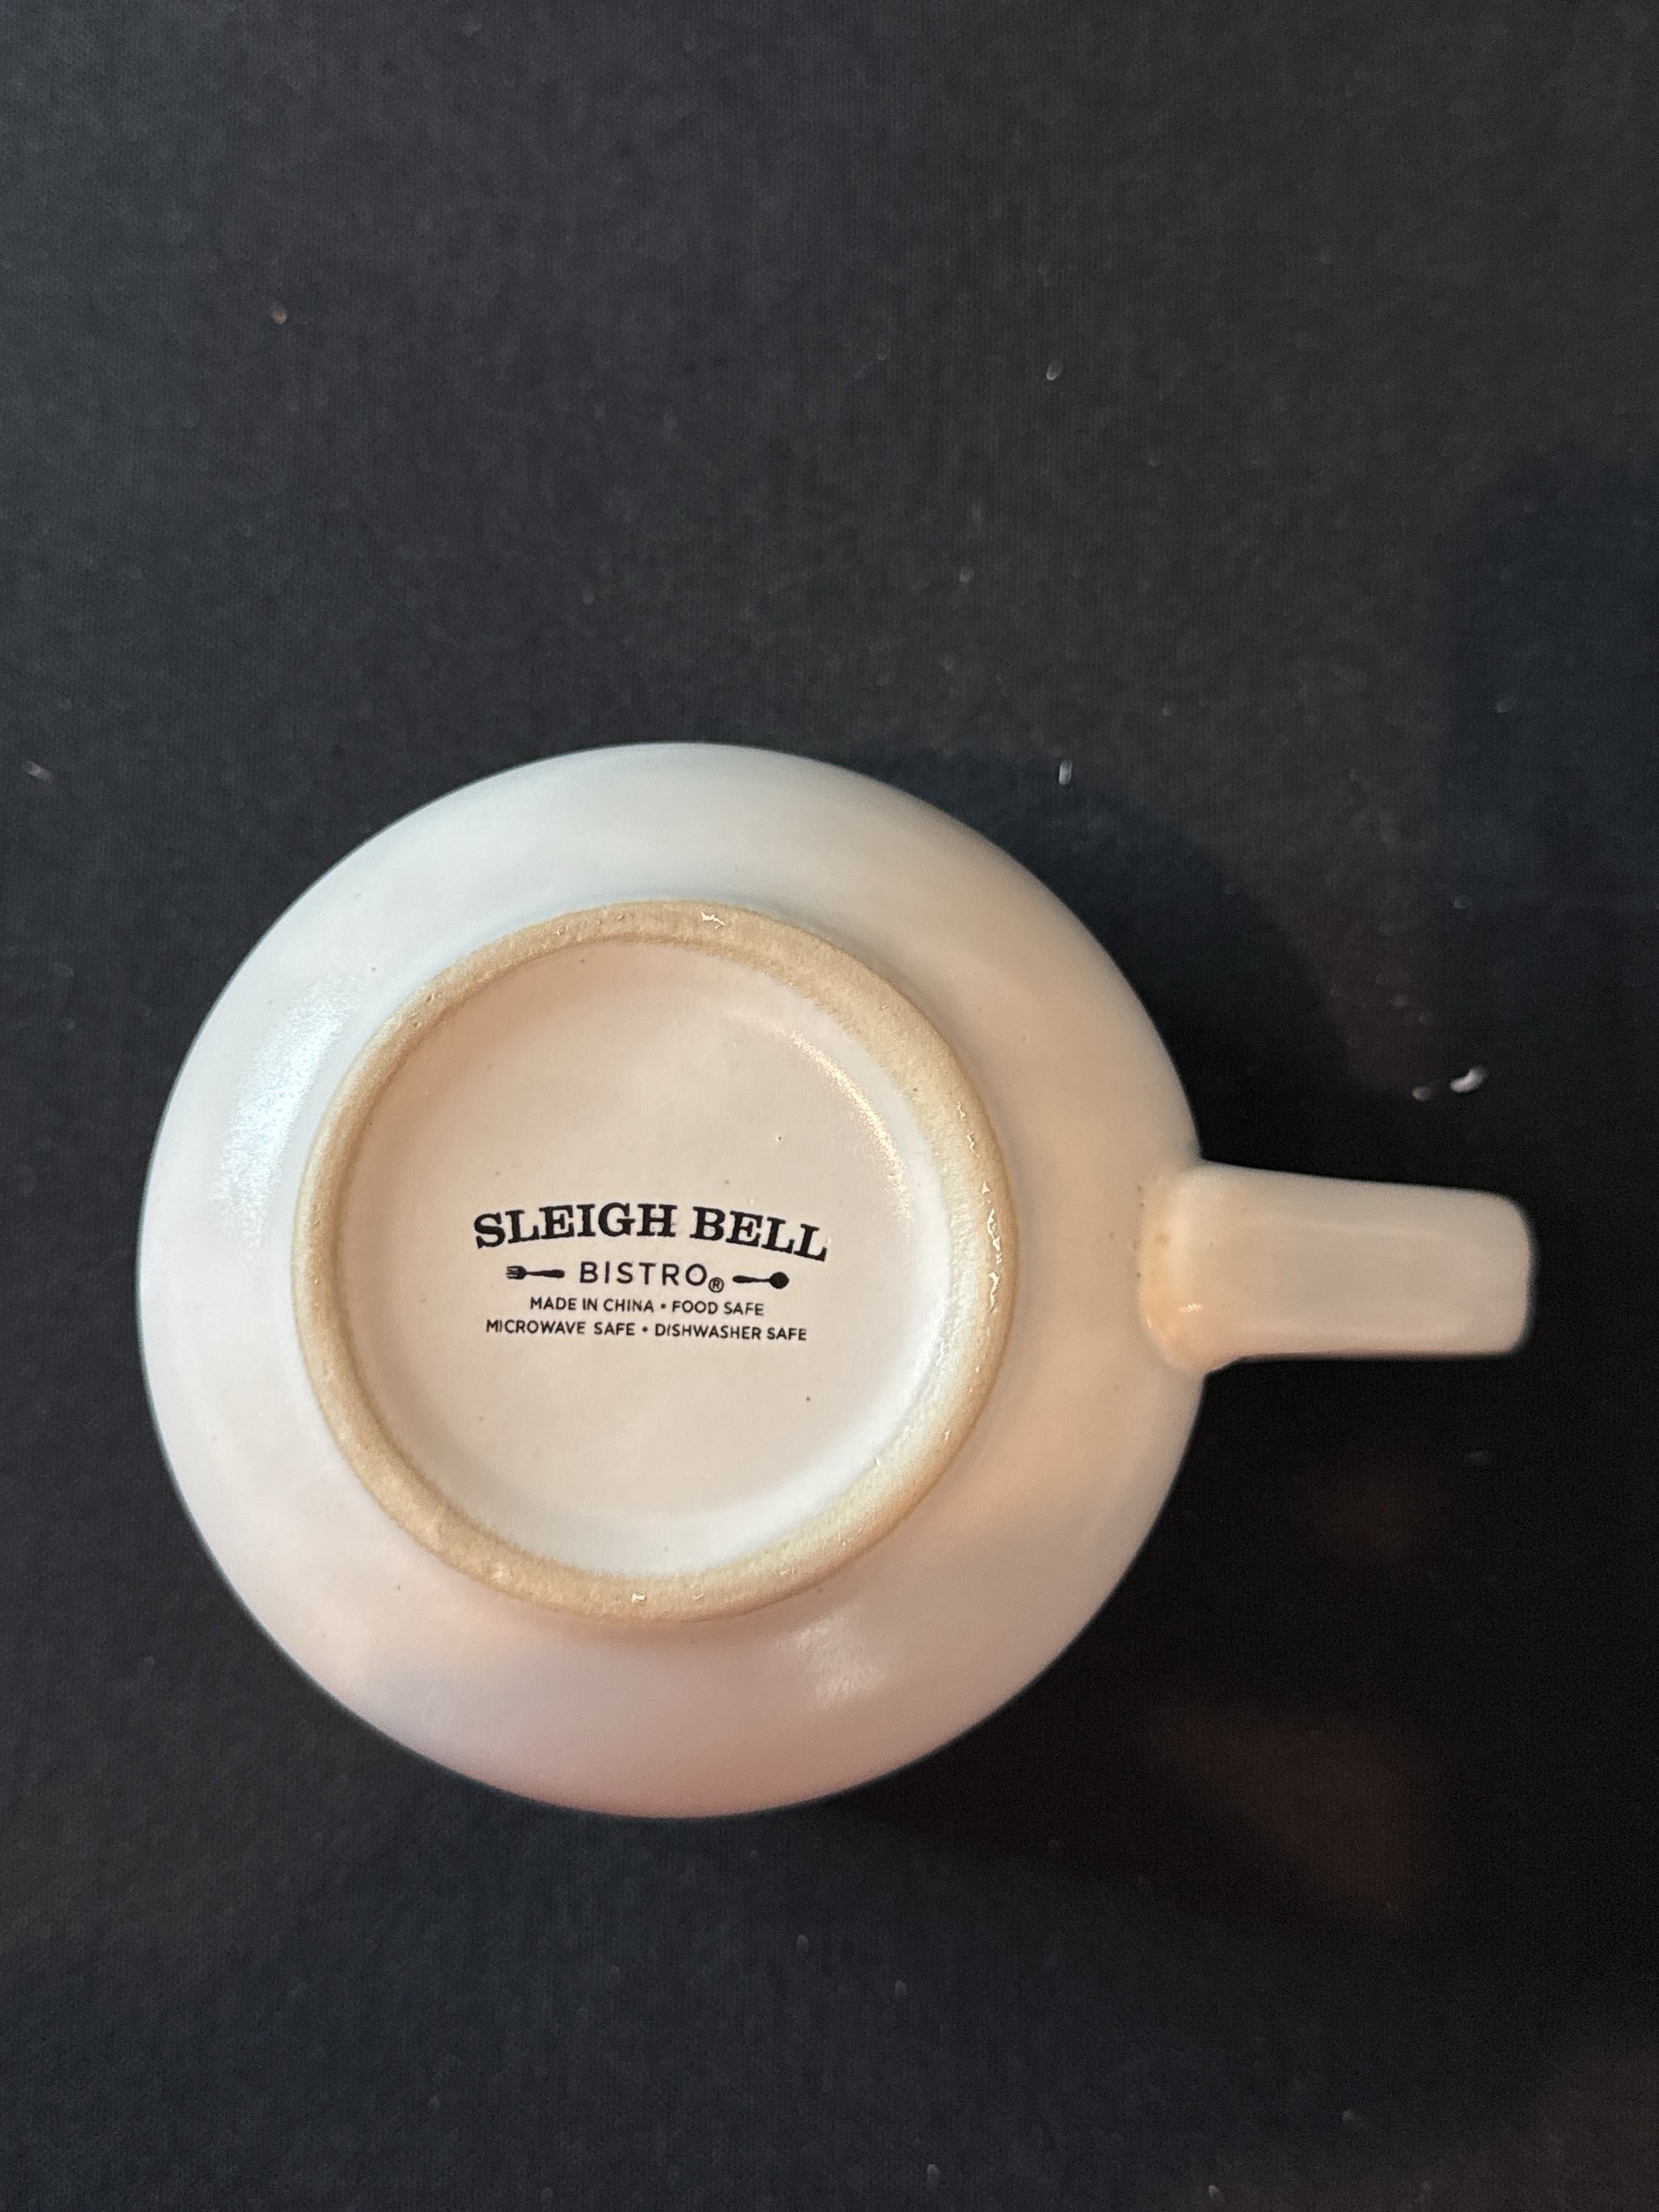 SLEIGH BELL
BISTRO®
MADE IN CHINA • FOOD SAFE
MICROWAVE SAFE • DISHWASHER SAFE